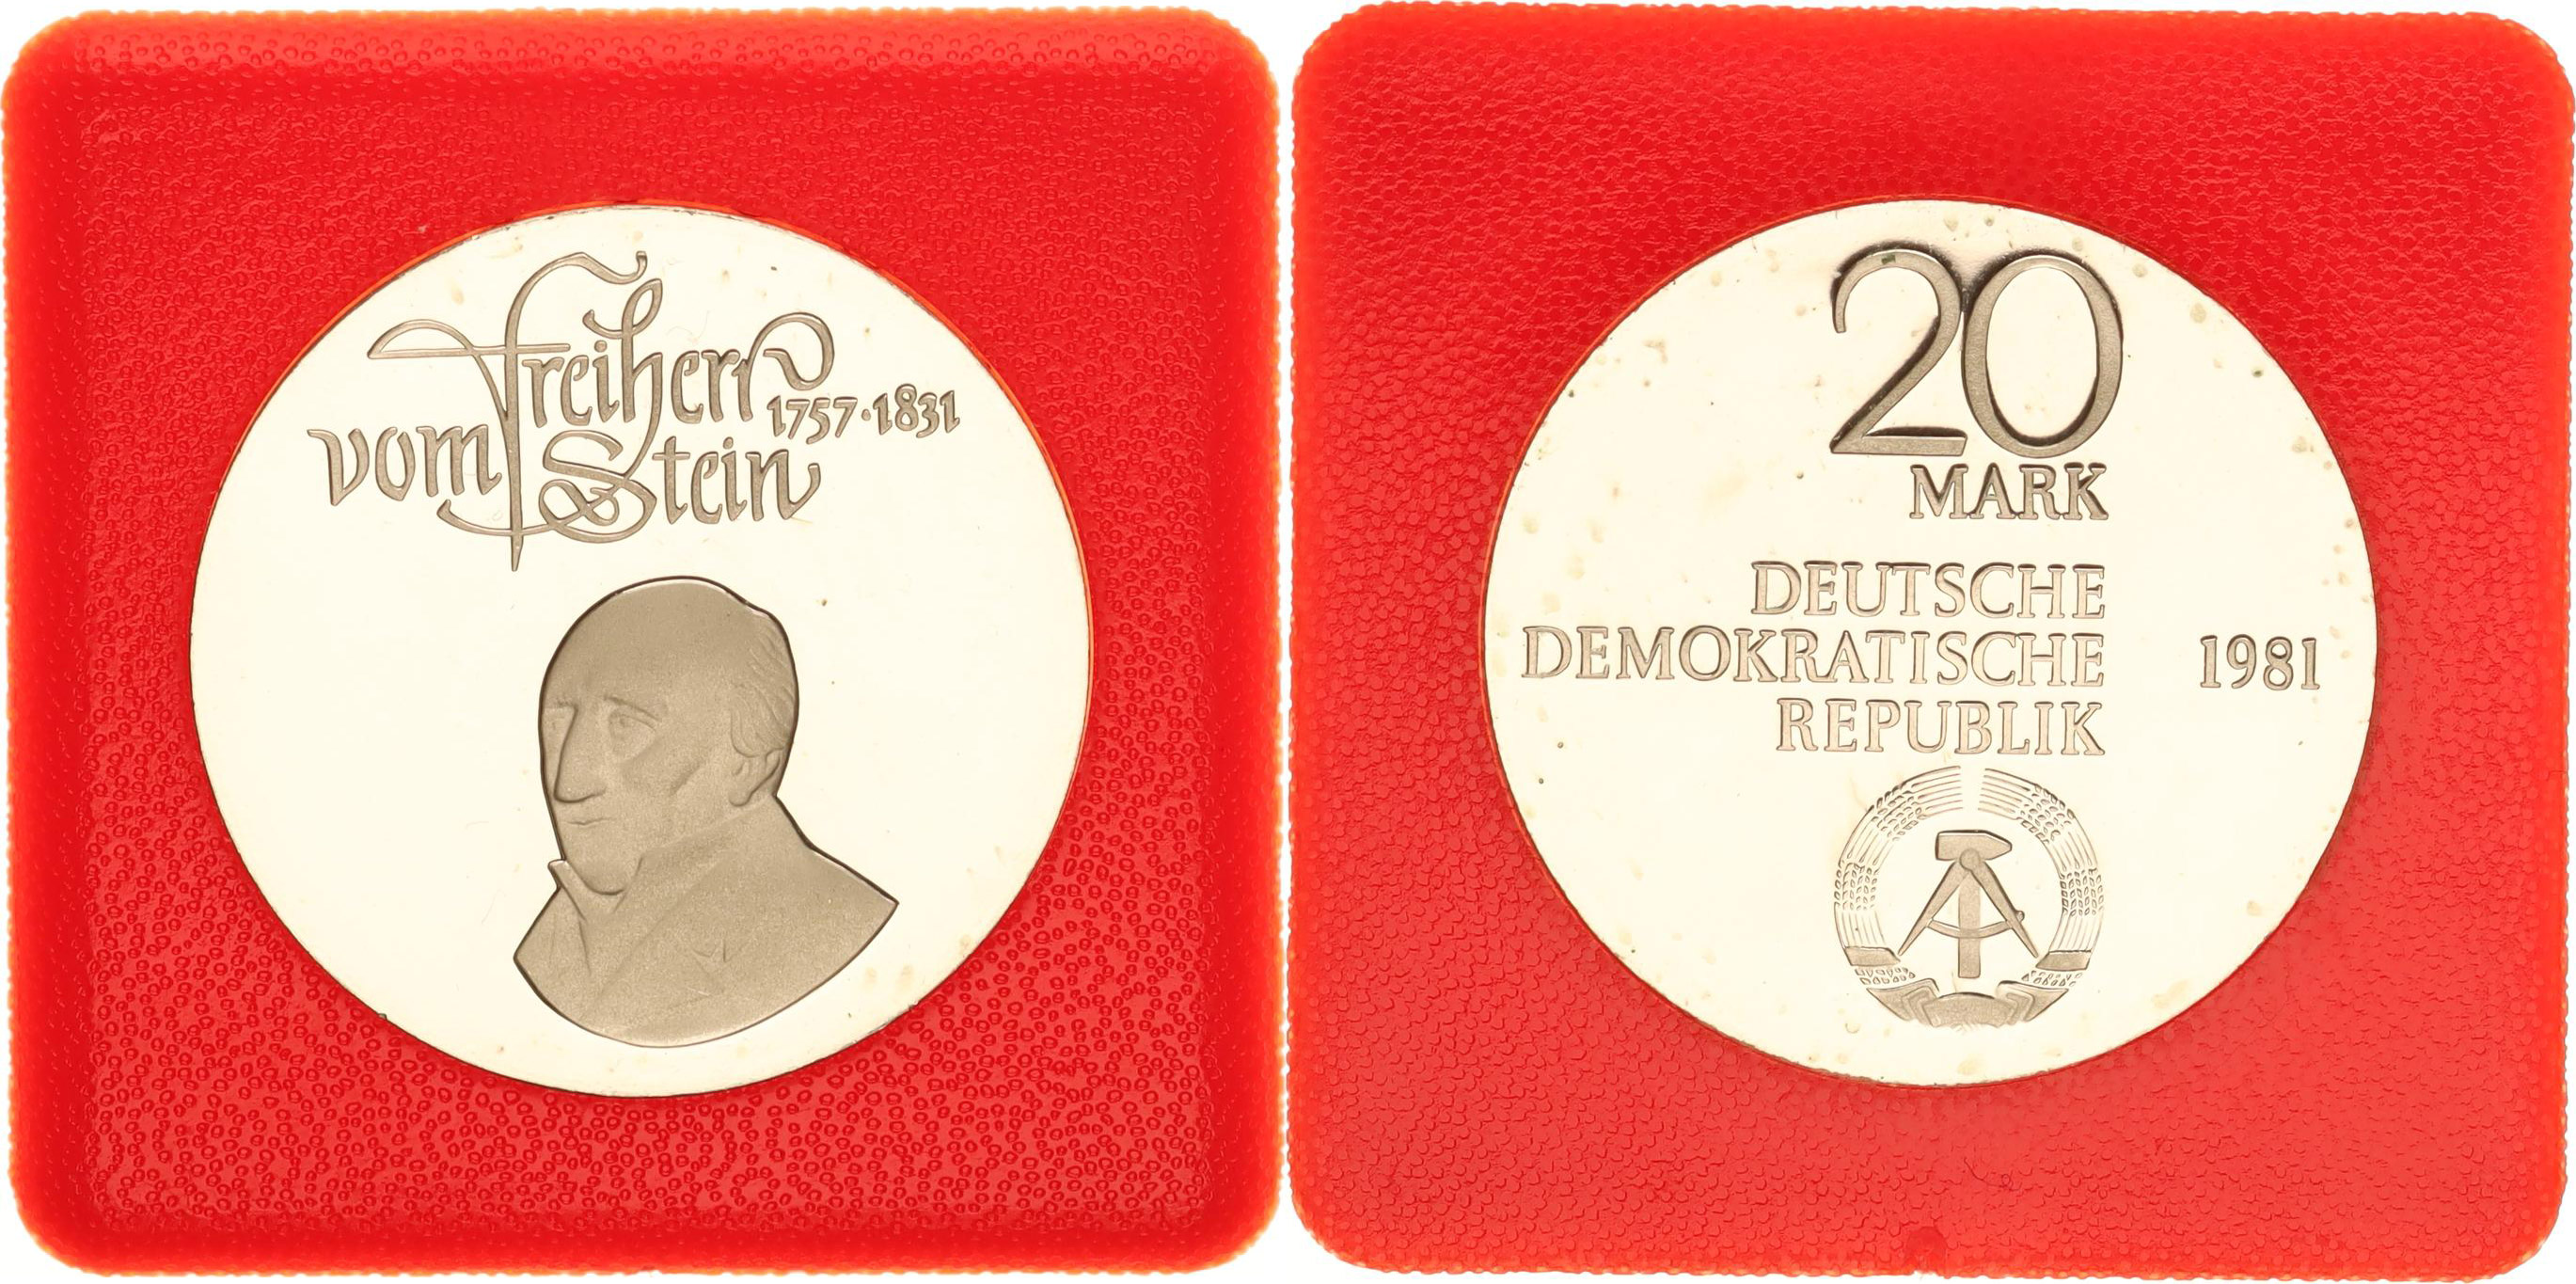 Freiherr
1757·1831
vom Stein
20
MARK
DEUTSCHE
DEMOKRATISCHE
REPUBLIK
1981